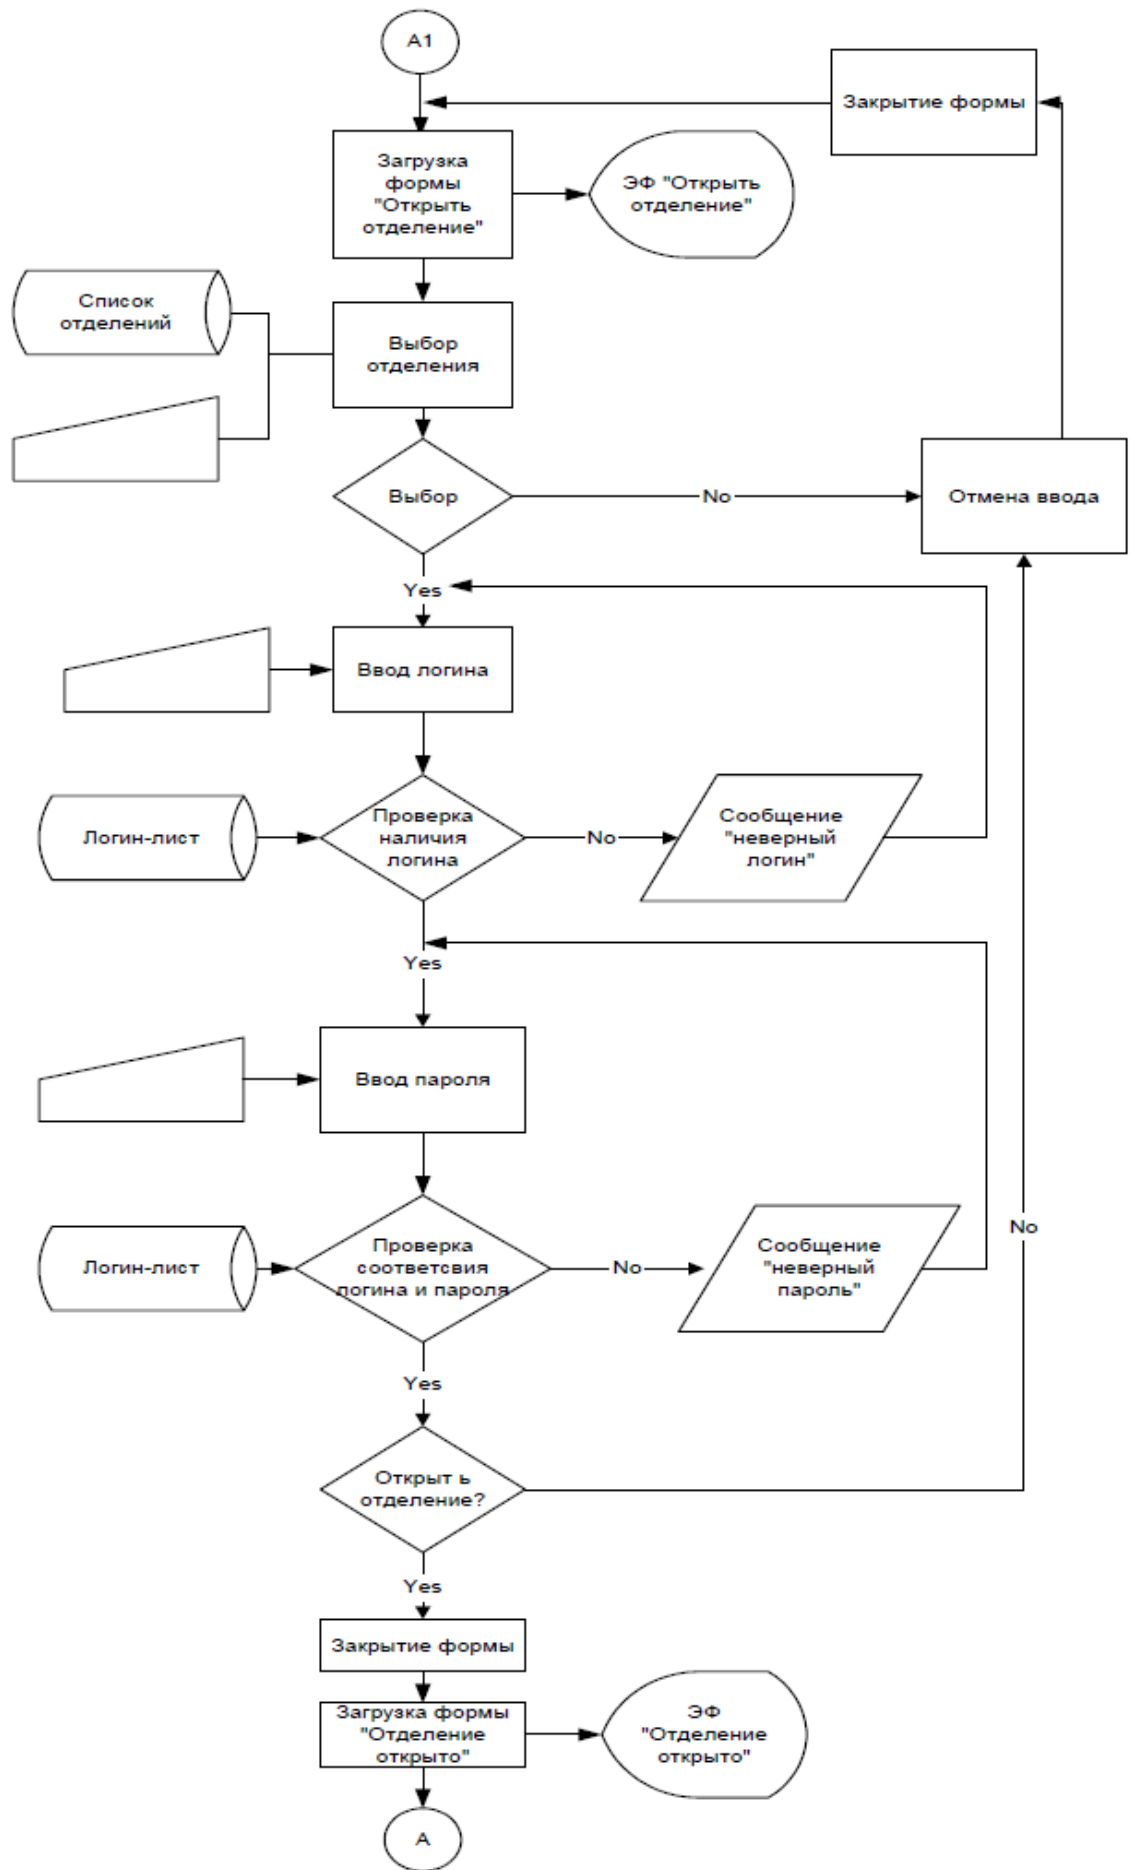 А1
Закрытие формы
Загрузка
формы
"Открыть
отделение"
ЭФ "Открыть
отделение"
Список
отделений
Выбор
отделения
Выбор
No
Отмена ввода
Yes
Ввод логина
Логин-лист
Проверка
наличия
логина
No
Сообщение
"неверный
логин"
Yes
Ввод пароля
Логин-лист
Проверка
соответсвия
логина и пароля
No
Сообщение
"неверный
пароль"
No
Yes
Открыт ь
отделение?
Yes
Закрытие формы
Загрузка формы
"Отделение
открыто"
ЭФ
"Отделение
открыто"
А